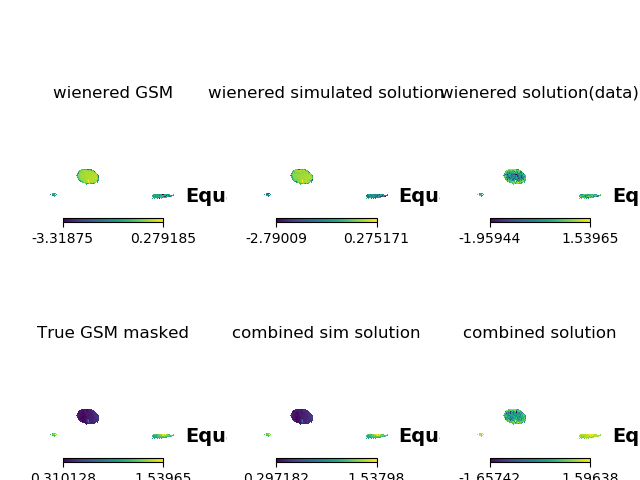 wienered GSM
wienered simulated solution
wienered solution(data)
Equ
Equ
Eq
-3.31875 0.279185
-2.79009 0.275171
-1.95944 1.53965
True GSM masked
combined sim solution
combined solution
Equ
Equ
Eq
0.310128 1.53965
0.297182 1.53798
-1.65742 1.59638